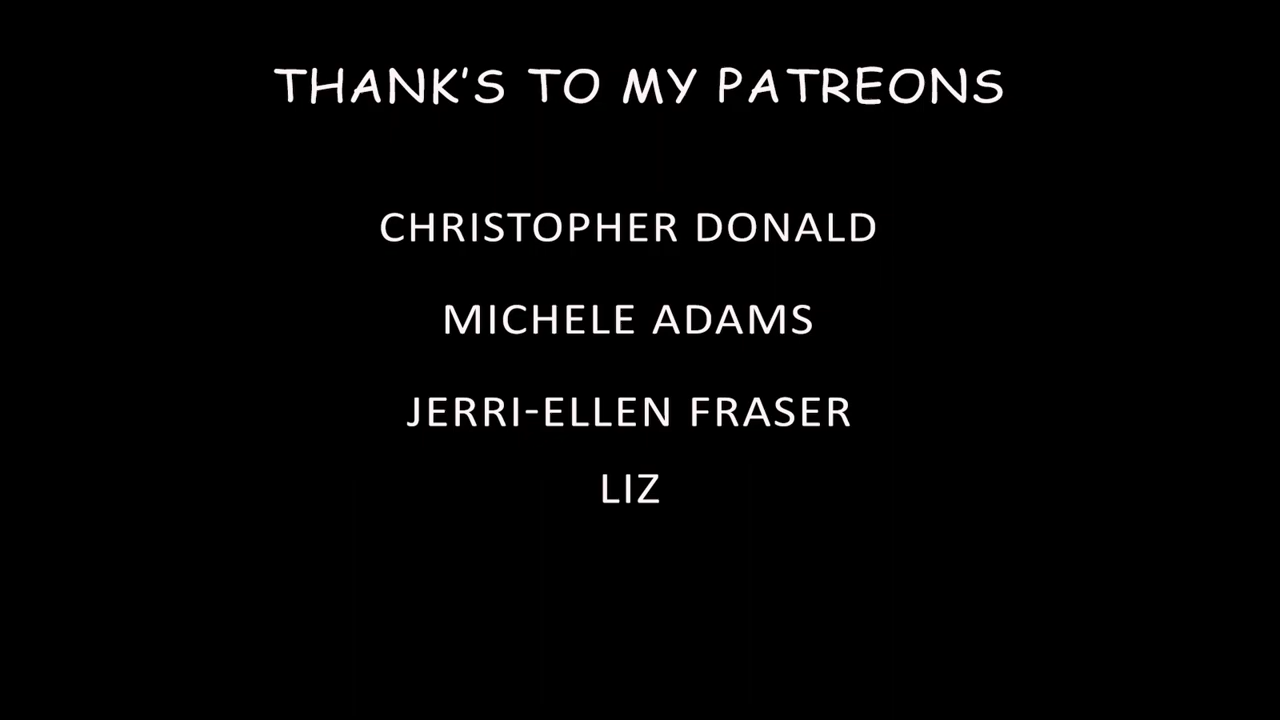 THANK'S TO MY PATREONS
CHRISTOPHER DONALD
MICHELE ADAMS
JERRI-ELLEN FRASER
LIZ